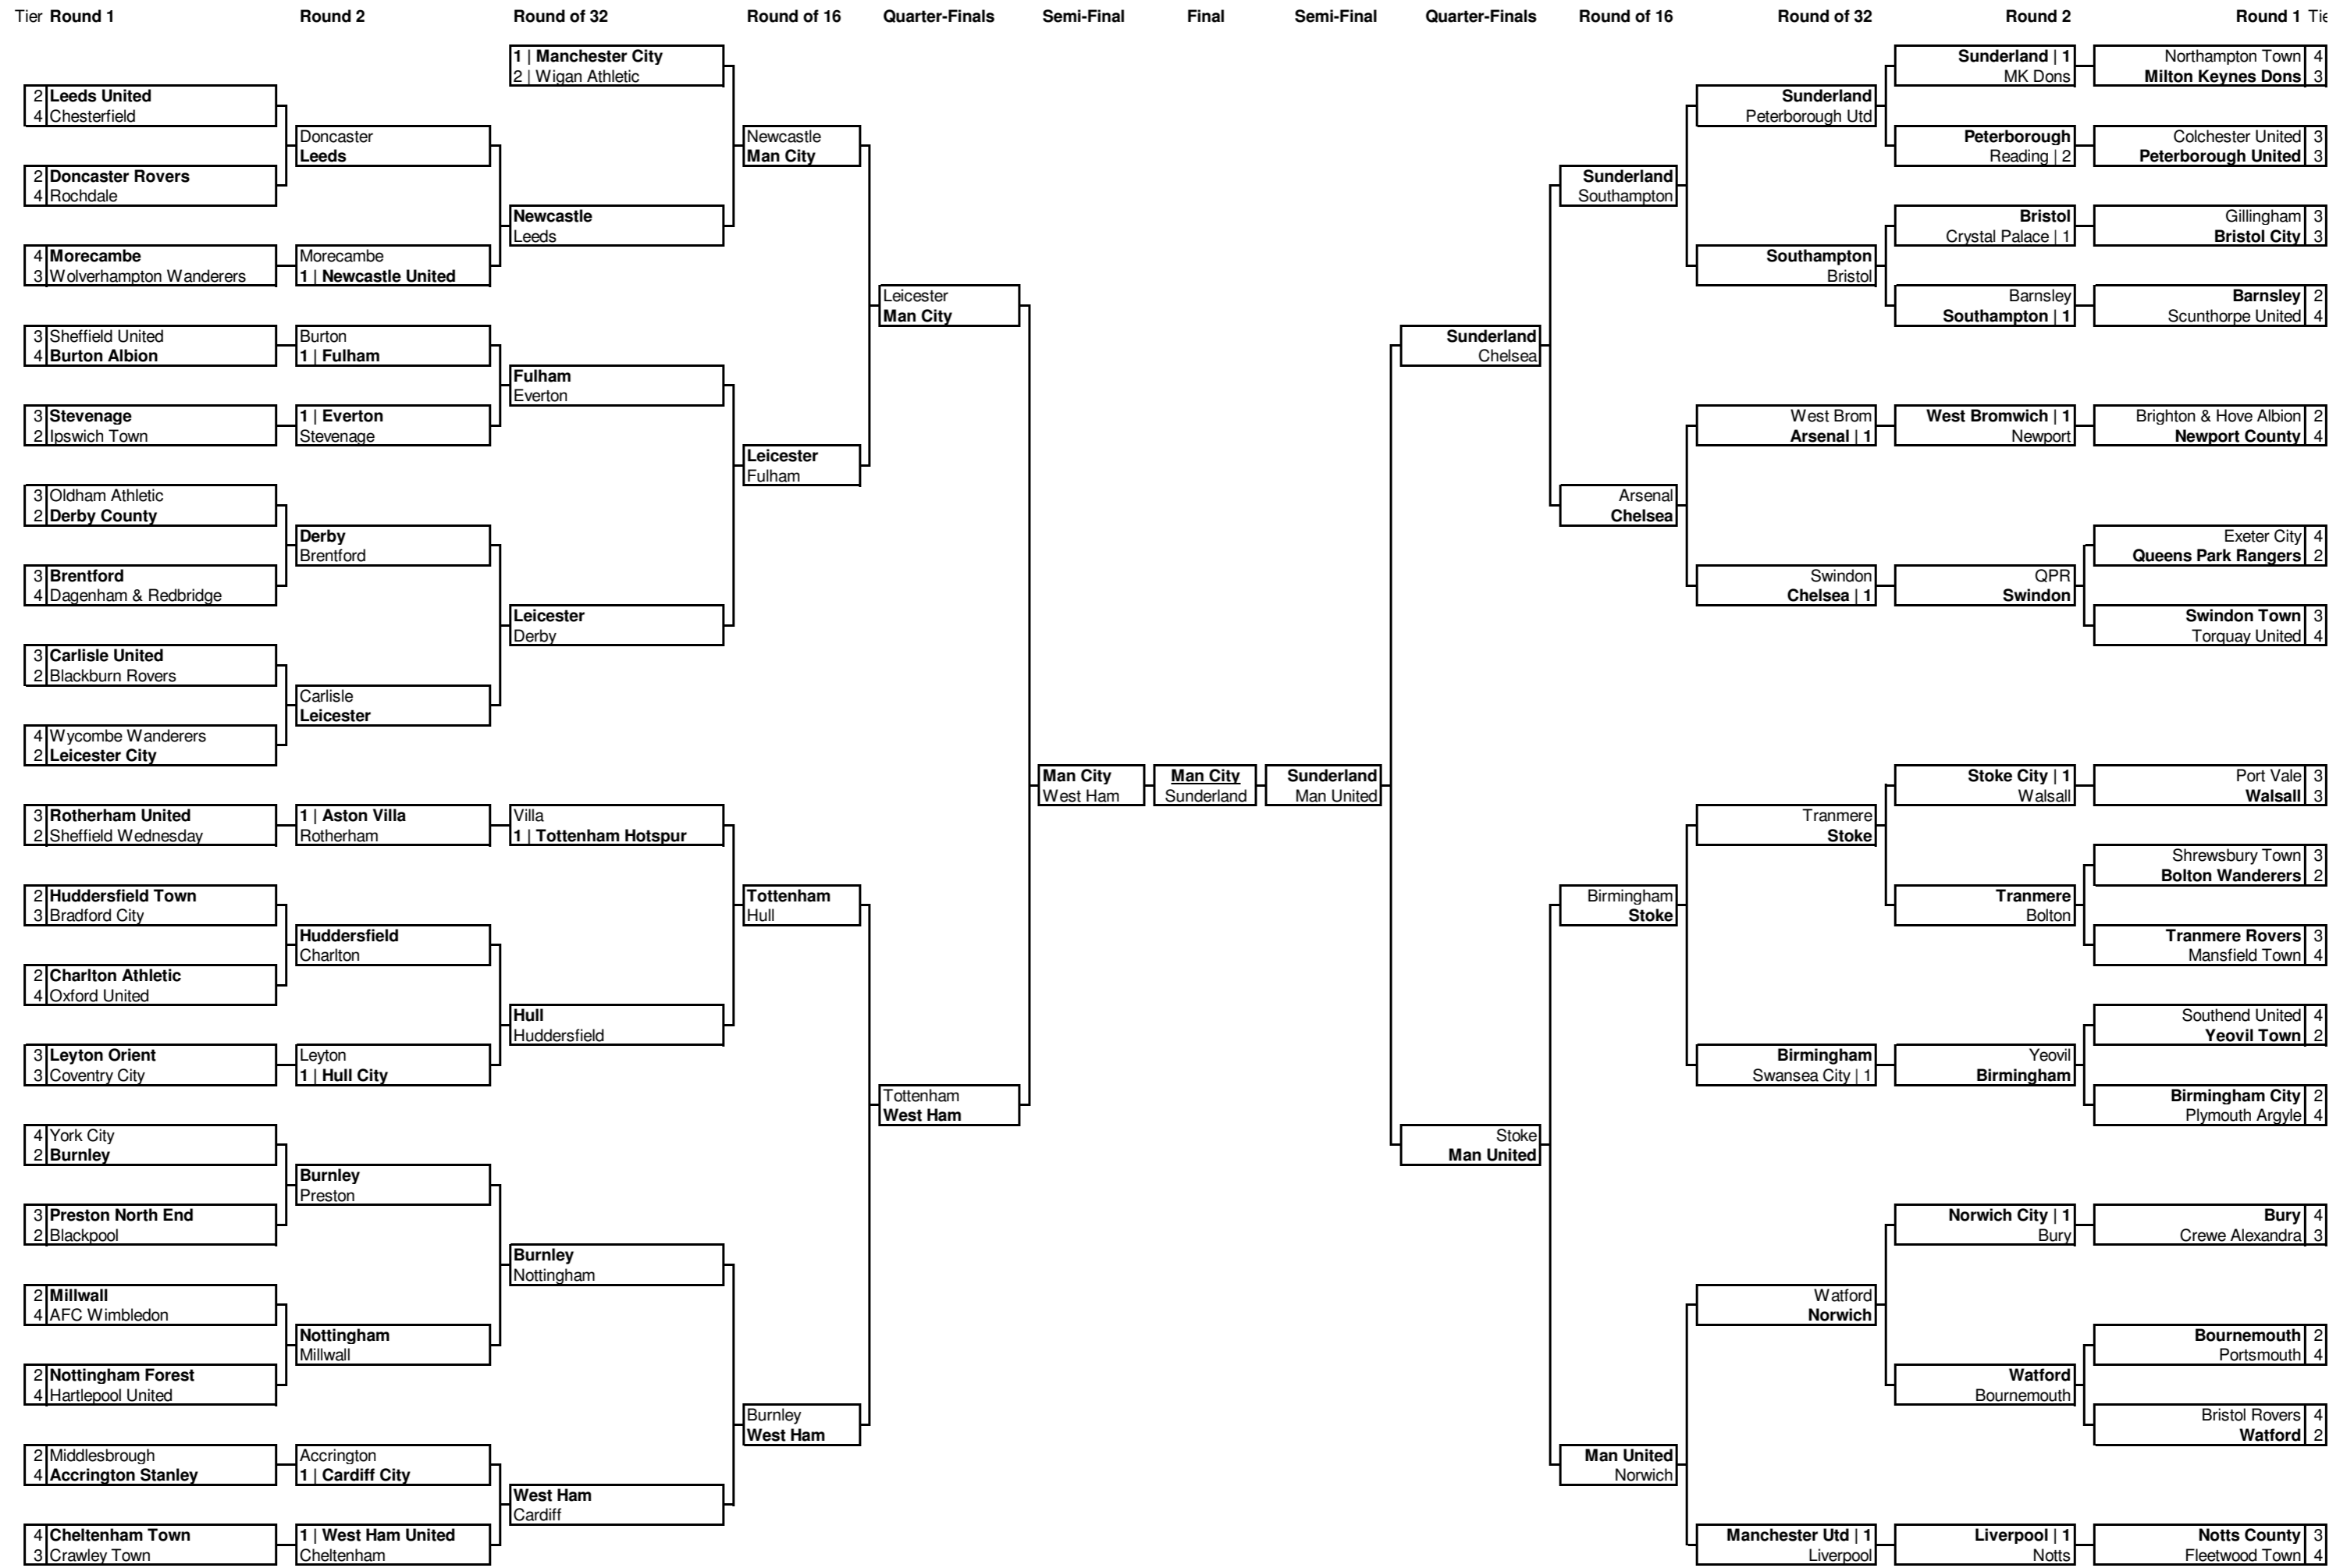 Tier Round 1 Round 2 Round of 32 Round of 16 Quarter-Finals Semi-Final Final Semi-Final Quarter-Finals Round of 16 Round of 32 Round 2 Round 1 Tie
2 Leeds United
4 Chesterfield
2 Doncaster Rovers
4 Rochdale
4 Morecambe
3 Wolverhampton Wanderers
3 Sheffield United
4 Burton Albion
3 Stevenage
2 Ipswich Town
3 Oldham Athletic
2 Derby County
3 Brentford
4 Dagenham & Redbridge
3 Carlisle United
2 Blackburn Rovers
4 Wycombe Wanderers
2 Leicester City
3 Rotherham United
2 Sheffield Wednesday
2 Huddersfield Town
3 Bradford City
2 Charlton Athletic
4 Oxford United
3 Leyton Orient
3 Coventry City
4 York City
2 Burnley
3 Preston North End
2 Blackpool
2 Millwall
4 AFC Wimbledon
2 Nottingham Forest
4 Hartlepool United
2 Middlesbrough
4 Accrington Stanley
4 Cheltenham Town
3 Crawley Town
Doncaster
Leeds
Morecambe
1 | Newcastle United
Burton
1 | Fulham
1 | Everton
Stevenage
Derby
Brentford
Carlisle
Leicester
1 | Aston Villa
Rotherham
Huddersfield
Charlton
Leyton
1 | Hull City
Burnley
Preston
Nottingham
Millwall
Accrington
1 | Cardiff City
1 | West Ham United
Cheltenham
1 | Manchester City
2 | Wigan Athletic
Newcastle
Leeds
Fulham
Everton
Leicester
Derby
Villa
1 | Tottenham Hotspur
Hull
Huddersfield
Burnley
Nottingham
West Ham
Cardiff
Newcastle
Man City
Leicester
Fulham
Tottenham
Hull
Burnley
West Ham
Leicester
Man City
Tottenham
West Ham
Man City
West Ham
Man City
Sunderland
Sunderland
Man United
Sunderland
Chelsea
Stoke
Man United
Sunderland
Southampton
Arsenal
Chelsea
Birmingham
Stoke
Man United
Norwich
Sunderland
Peterborough Utd
Southampton
Bristol
West Brom
Arsenal | 1
Swindon
Chelsea | 1
Tranmere
Stoke
Birmingham
Swansea City | 1
Watford
Norwich
Manchester Utd | 1
Liverpool
Sunderland | 1
MK Dons
Peterborough
Reading | 2
Bristol
Crystal Palace | 1
Barnsley
Southampton | 1
West Bromwich | 1
Newport
QPR
Swindon
Stoke City | 1
Walsall
Tranmere
Bolton
Yeovil
Birmingham
Norwich City | 1
Bury
Watford
Bournemouth
Liverpool | 1
Notts
Northampton Town 4
Milton Keynes Dons 3
Colchester United 3
Peterborough United 3
Gillingham 3
Bristol City 3
Barnsley 2
Scunthorpe United 4
Brighton & Hove Albion 2
Newport County 4
Exeter City 4
Queens Park Rangers 2
Swindon Town 3
Torquay United 4
Port Vale 3
Walsall 3
Shrewsbury Town 3
Bolton Wanderers 2
Tranmere Rovers 3
Mansfield Town 4
Southend United 4
Yeovil Town 2
Birmingham City 2
Plymouth Argyle 4
Bury 4
Crewe Alexandra 3
Bournemouth 2
Portsmouth 4
Bristol Rovers 4
Watford 2
Notts County 3
Fleetwood Town 4